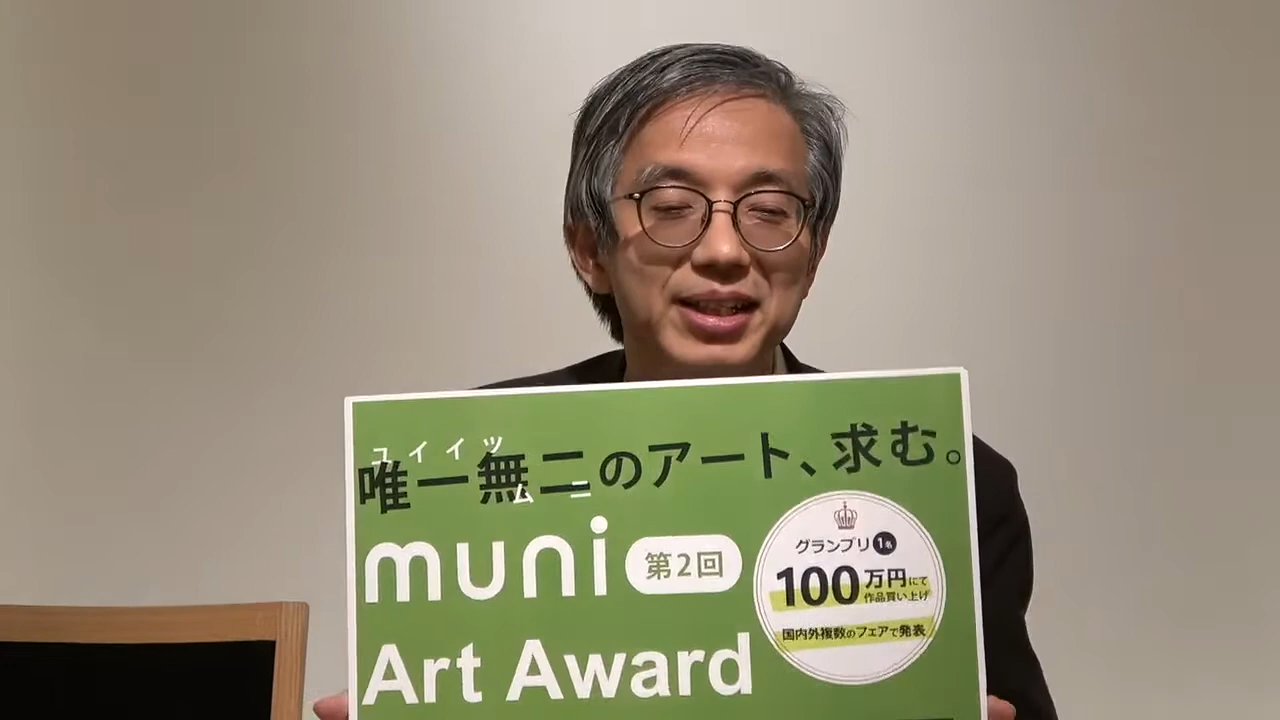 ユイイツ
唯一無二のアート、求む。
ムニ
muni 第2回
Art Award
グランプリ 1名
100万円にて
作品買い上げ
国内外複数のフェアで発表